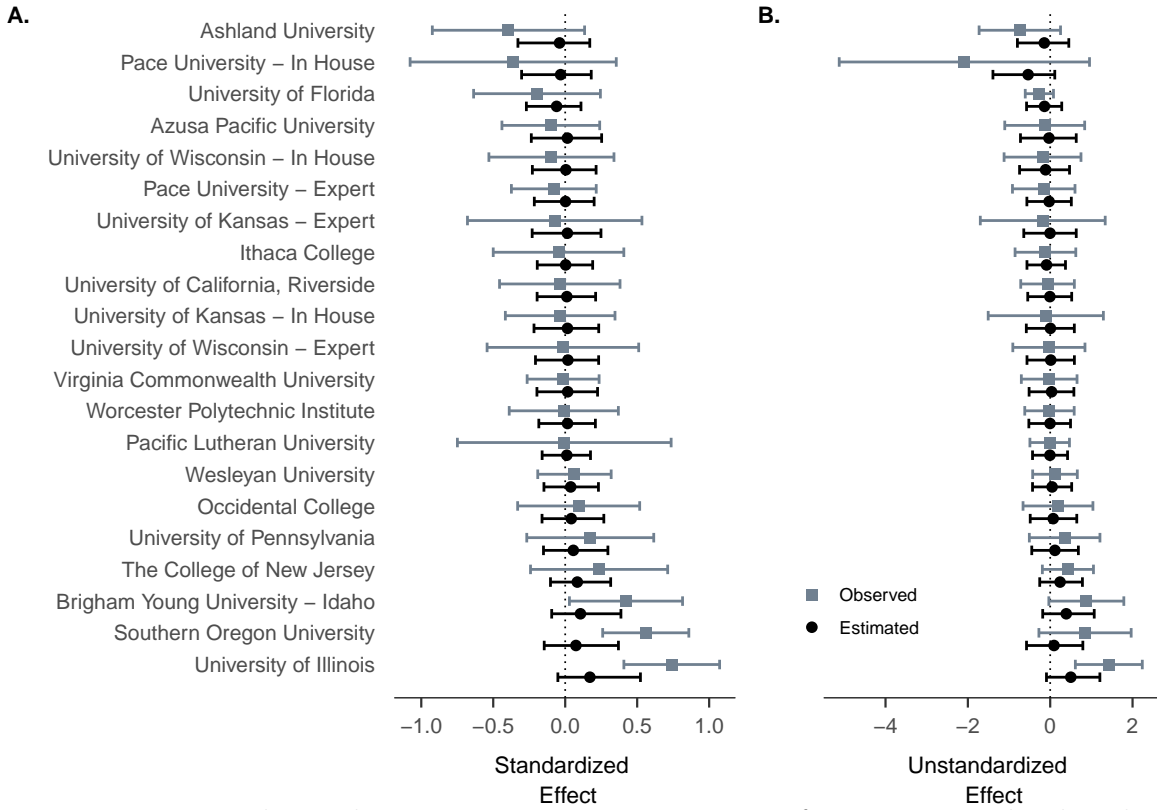 A.
B.
Ashland University
Pace University − In House
University of Florida
Azusa Pacific University
University of Wisconsin − In House
Pace University − Expert
University of Kansas − Expert
Ithaca College
University of California, Riverside
University of Kansas − In House
University of Wisconsin − Expert
Virginia Commonwealth University
Worcester Polytechnic Institute
Pacific Lutheran University
Wesleyan University
Occidental College
University of Pennsylvania
The College of New Jersey
Brigham Young University − Idaho
Southern Oregon University
University of Illinois
Observed
Estimated
−1.0 −0.5 0.0 0.5 1.0
−4 −2 0 2
Standardized
Effect
Unstandardized
Effect